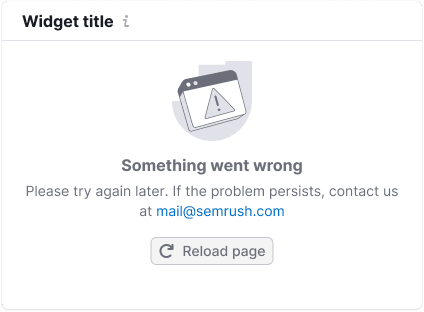 Widget title
Something went wrong
Please try again later. If the problem persists, contact us
at mail@semrush.com
Reload page